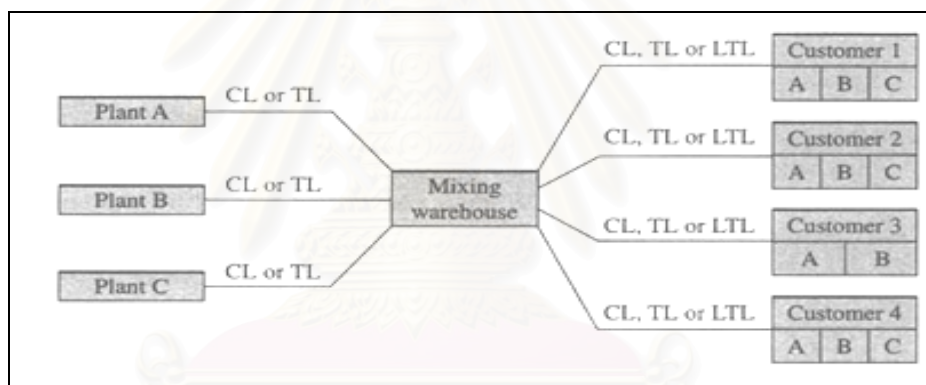 CL, TL or LTL
Customer 1
A B C
CL or TL
Plant A
CL, TL or LTL
Customer 2
A B C
CL or TL
Plant B
Mixing
warehouse
CL, TL or LTL
Customer 3
A B
CL or TL
Plant C
CL, TL or LTL
Customer 4
A B C